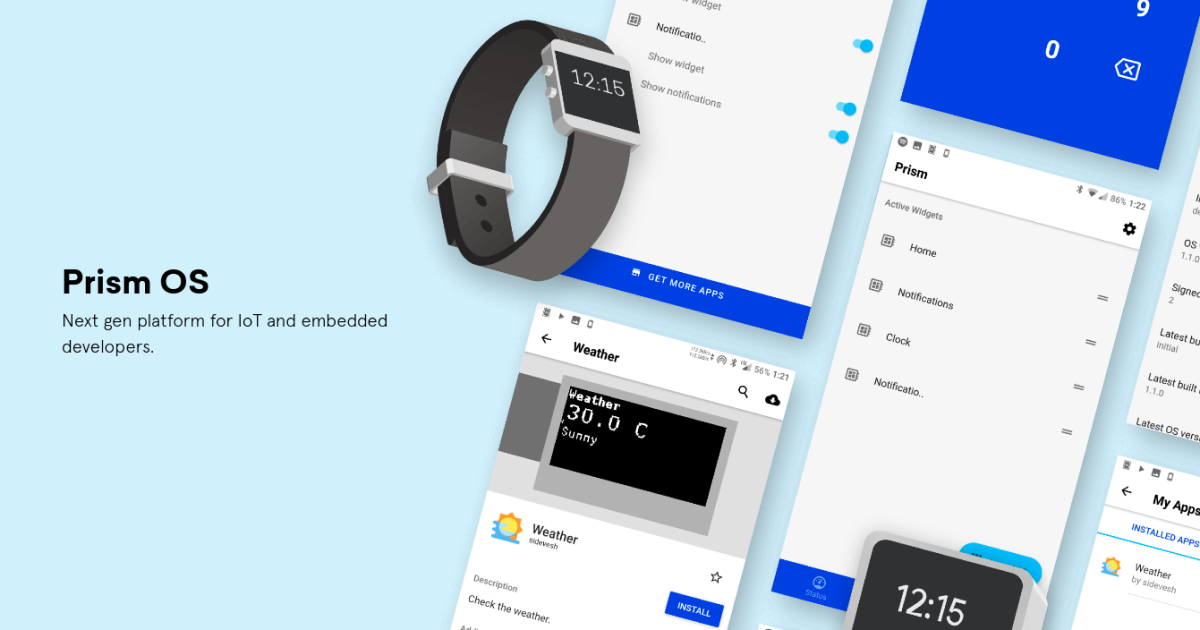 Prism OS
Next gen platform for IoT and embedded
developers.
widget
Notificatio..
Show widget
Show notifications
GET MORE APPS
12:15
9
0
86% 1:22
Prism
Active Widgets
Home
Notifications
Clock
Notificatio..
Status
12:15
56% 1:21
Weather
Weather
30.0 C
Sunny
Weather
sidevesh
Description
Check the weather.
INSTALL
OS
1.1.0
Signed
2
Latest bu
Initial
Latest built
1.1.0
Latest OS vers
My Apps
INSTALLED APPS
Weather
by sidevesh